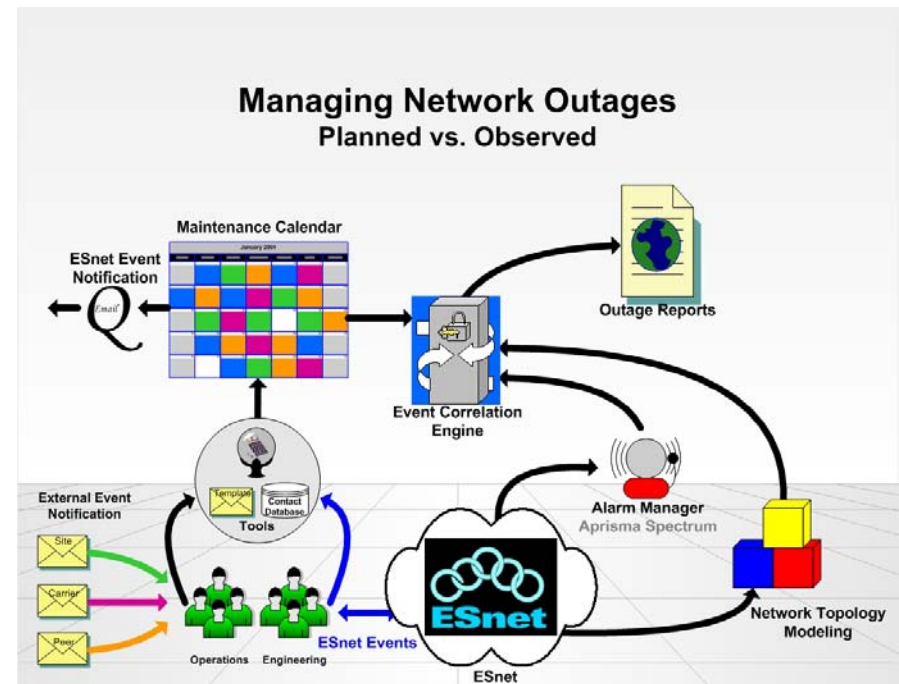 Managing Network Outages
Planned vs. Observed
Maintenance Calendar
January 2004
ESnet Event
Notification
Email
Outage Reports
Event Correlation
Engine
External Event
Notification
Site
Carrier
Peer
Template
Contact
Database
Tools
Operations
Engineering
ESnet Events
ESnet
ESnet
Alarm Manager
Aprisma Spectrum
Network Topology
Modeling